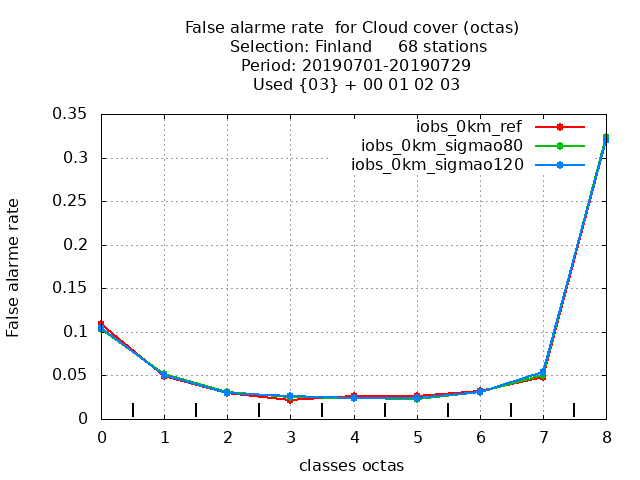 False alarme rate  for Cloud cover (octas)
Selection: Finland     68 stations
Period: 20190701-20190729
Used {03} + 00 01 02 03
iobs_0km_ref
iobs_0km_sigmao80
iobs_0km_sigmao120
False alarme rate
0.35
0.3
0.25
0.2
0.15
0.1
0.05
0
0 1 2 3 4 5 6 7 8
classes octas